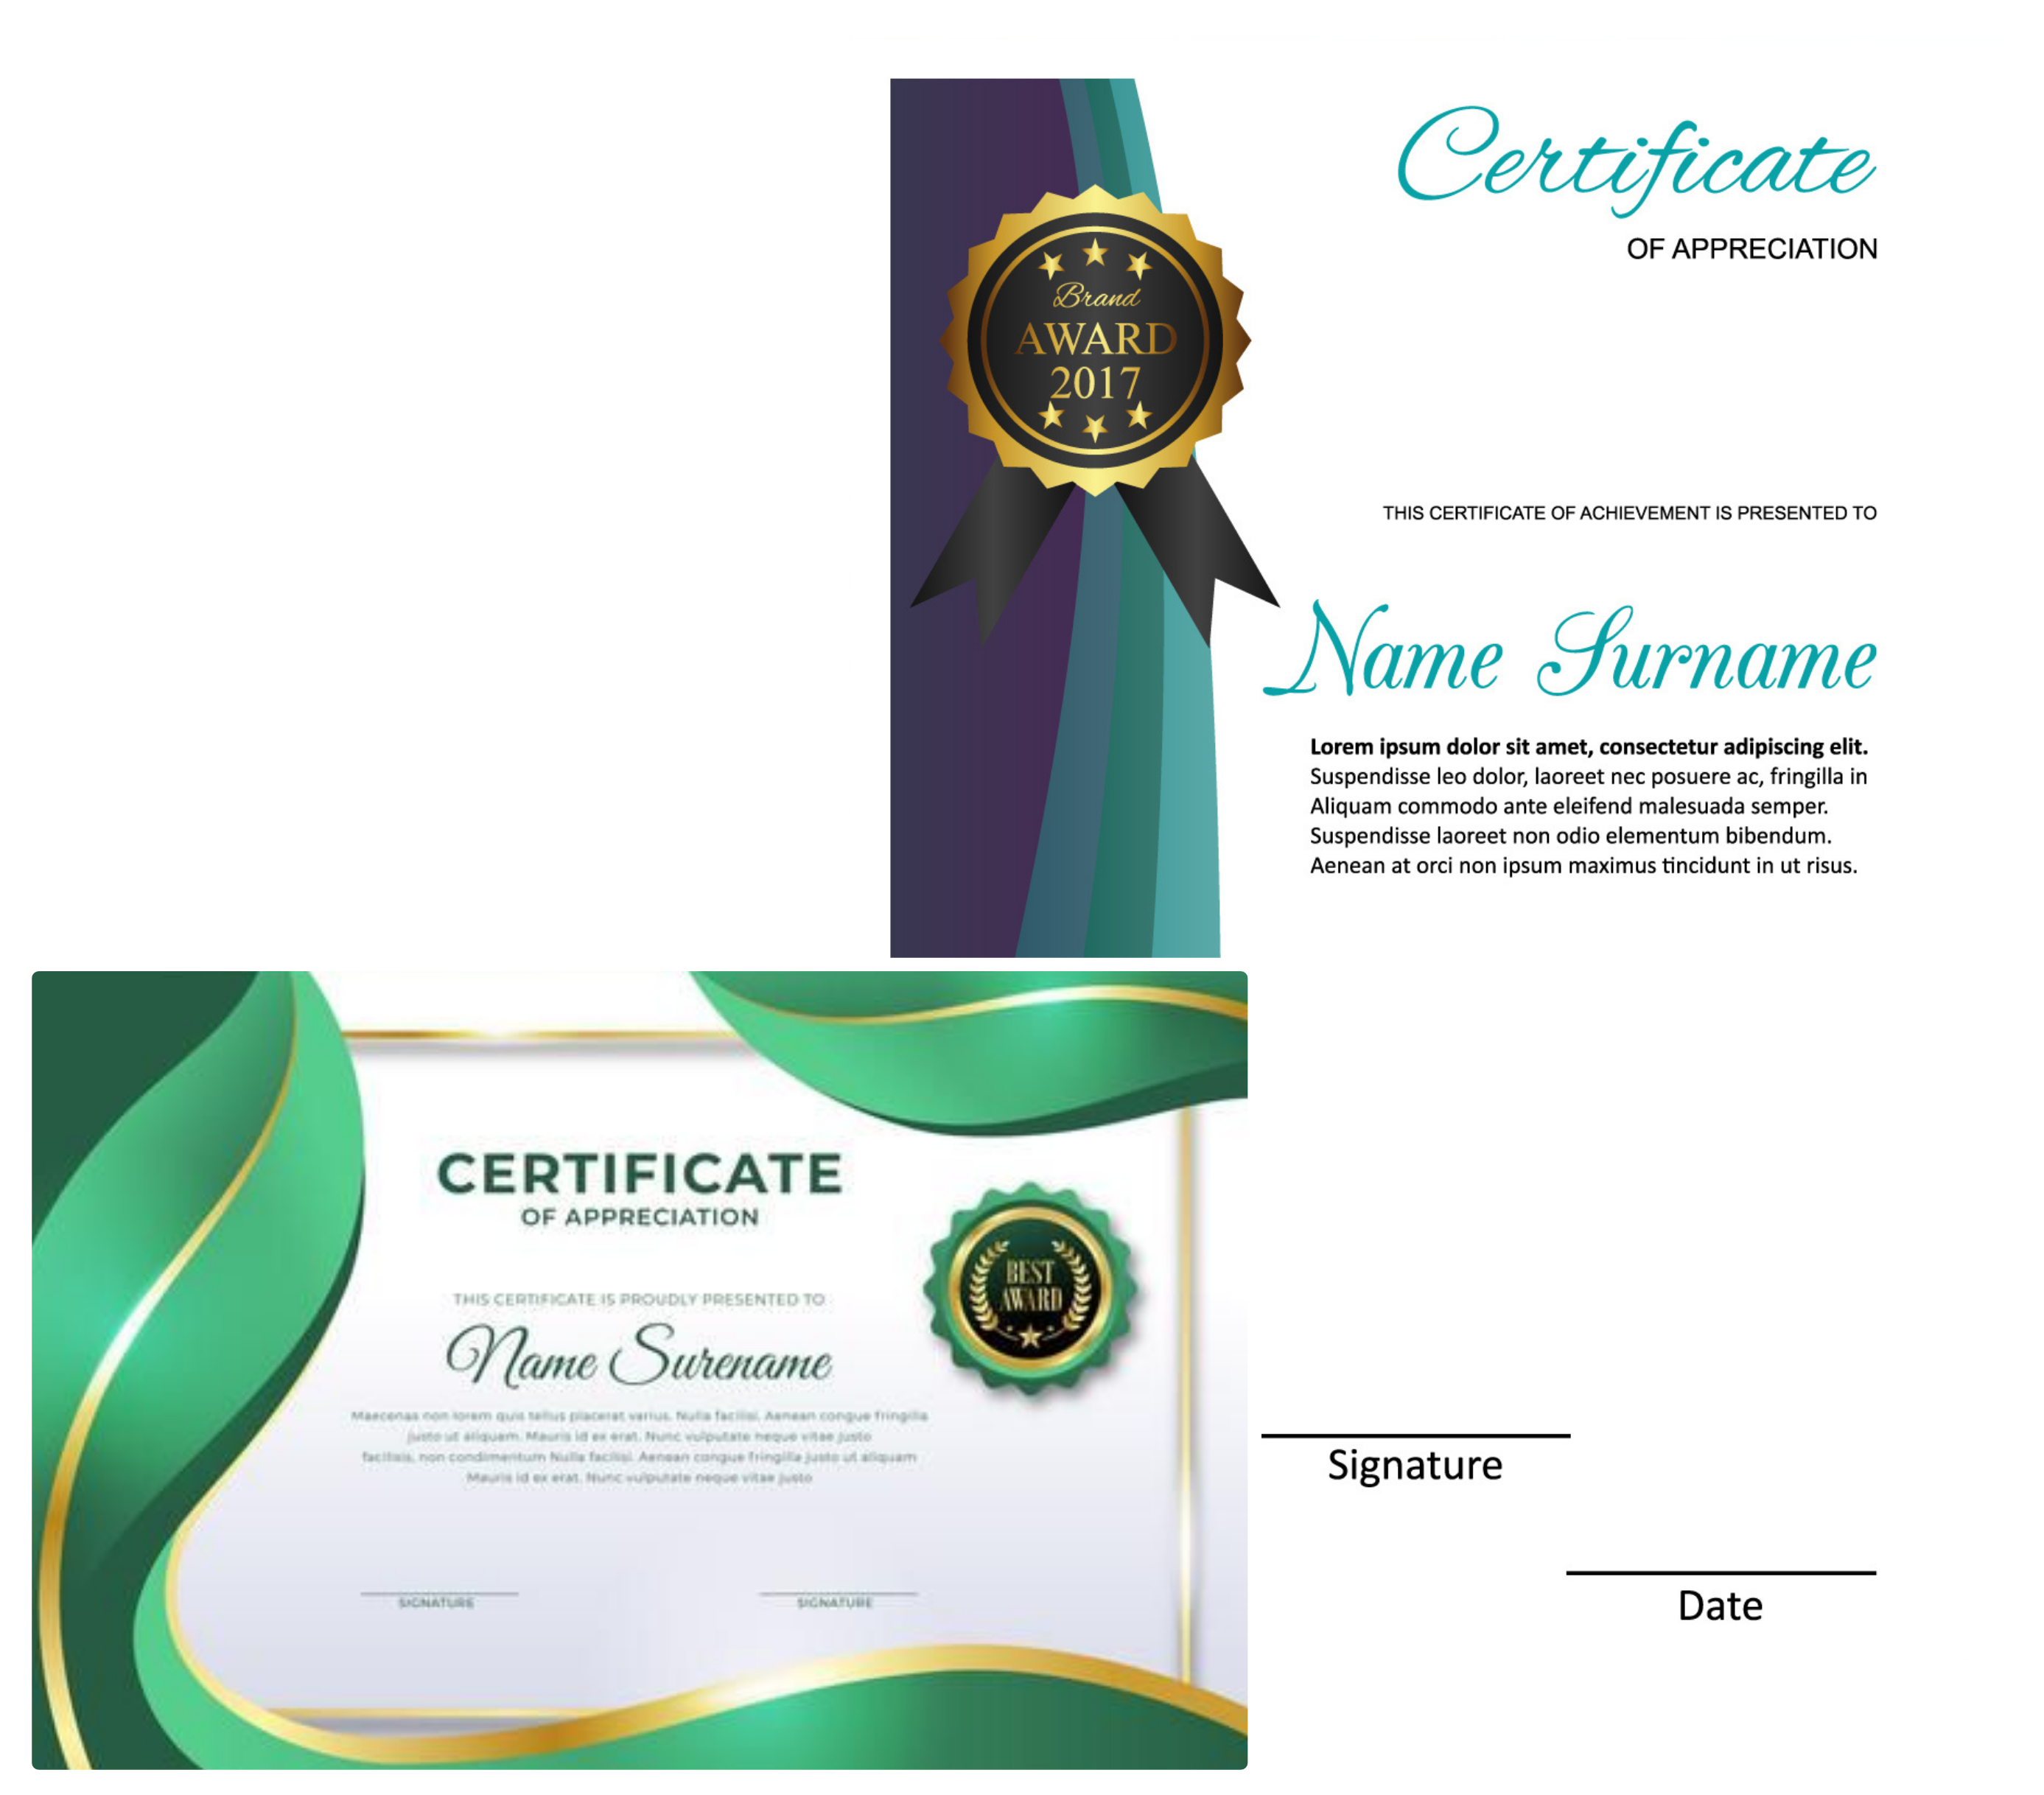 Certificate
OF APPRECIATION
Brand
AWARD
2017
THIS CERTIFICATE OF ACHIEVEMENT IS PRESENTED TO
Name Surname
Lorem ipsum dolor sit amet, consectetur adipiscing elit.
Suspendisse leo dolor, laoreet nec posuere ac, fringilla in
Aliquam commodo ante eleifend malesuada semper.
Suspendisse laoreet non odio elementum bibendum.
Aenean at orci non ipsum maximus tincidunt in ut risus.
CERTIFICATE
OF APPRECIATION
BEST
AWARD
THIS CERTIFICATE IS PROUDLY PRESENTED TO
Name Surename
Maecenas non lorem quis tellus placerat varius. Nulla facilisi. Aenean congue fringilla
justo ut aliquam. Mauris id ex erat. Nunc vulputate neque vitae justo
facilisis, non condimentum Nulla facilisi. Aenean congue fringilla justo ut aliquam
Mauris id ex erat. Nunc vulputate neque vitae justo
SIGNATURE
SIGNATURE
Signature
Date